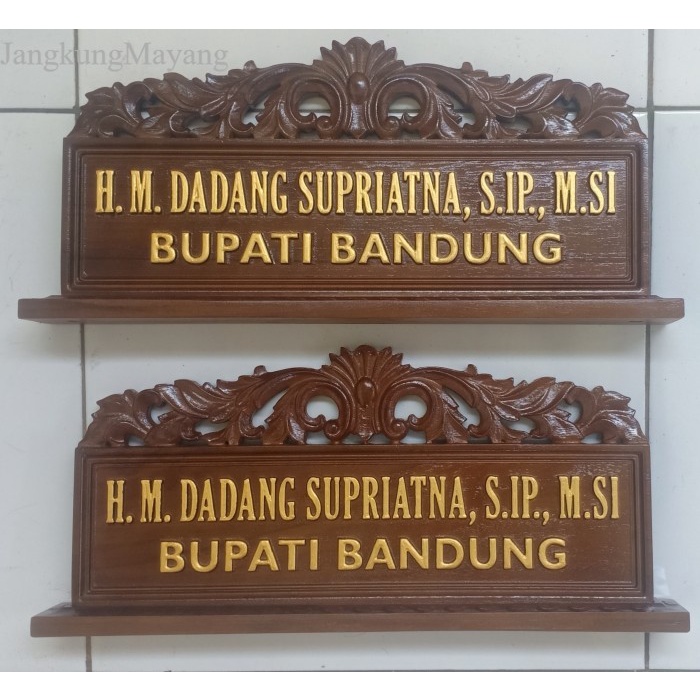 JangkungMayang
H. M. DADANG SUPRIATNA, S.IP., M.SI
BUPATI BANDUNG
H. M. DADANG SUPRIATNA, S.IP., M.SI
BUPATI BANDUNG